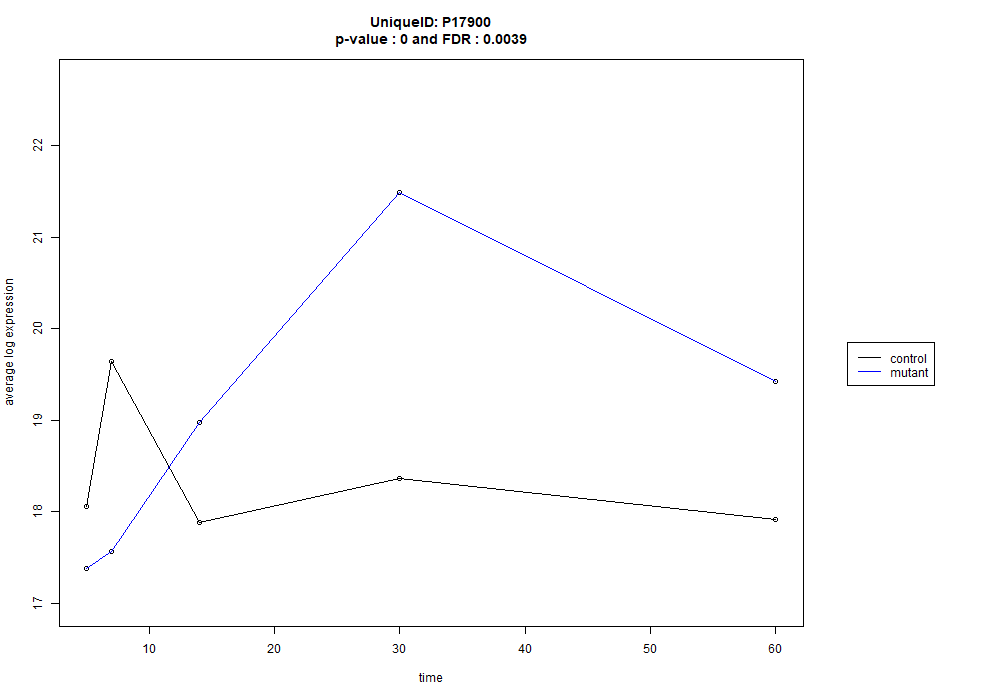 UniqueID: P17900
p-value : 0 and FDR : 0.0039
22
21
20
19
18
17
average log expression
10 20 30 40 50 60
time
control
mutant